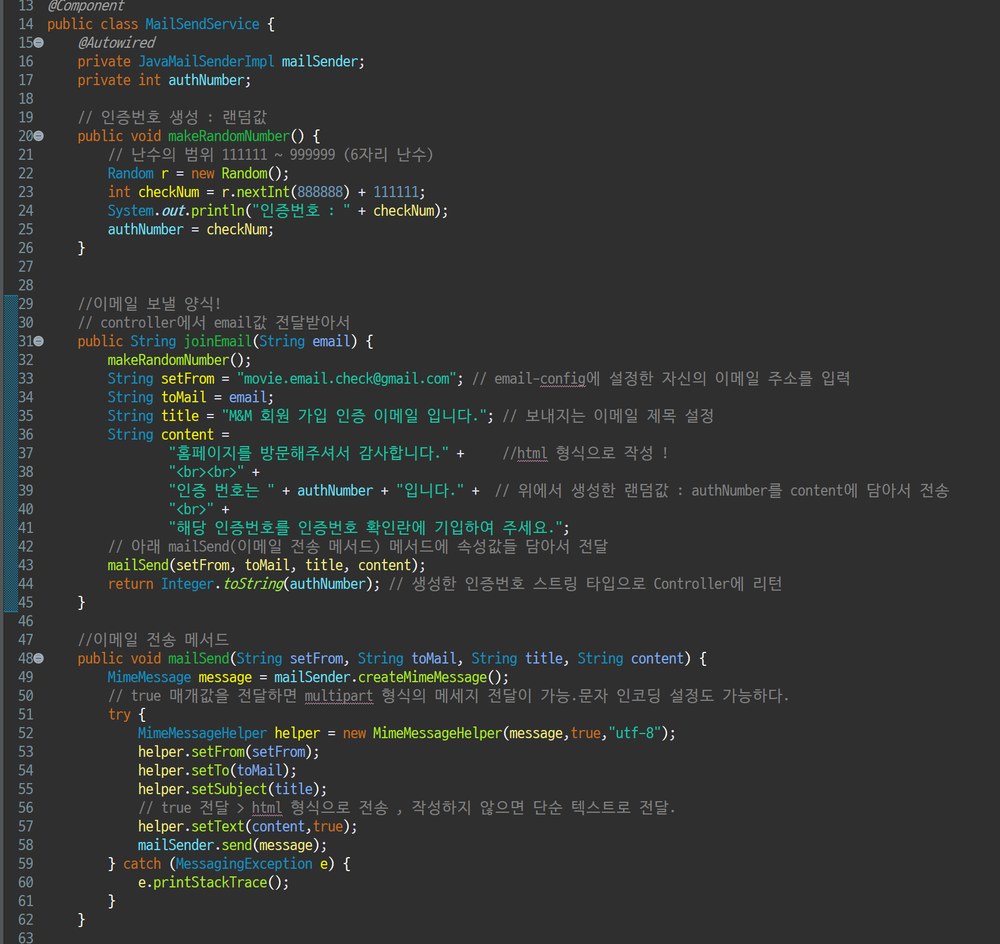 13 @Component
14 public class MailSendService {
15 @Autowired
16 private JavaMailSenderImpl mailSender;
17 private int authNumber;
18
19 // 인증번호 생성 : 랜덤값
20 public void makeRandomNumber() {
21 // 난수의 범위 111111 ~ 999999 (6자리 난수)
22 Random r = new Random();
23 int checkNum = r.nextInt(888888) + 111111;
24 System.out.println("인증번호 : " + checkNum);
25 authNumber = checkNum;
26 }
27
28
29 //이메일 보낼 양식!
30 // controller에서 email값 전달받아서
31 public String joinEmail(String email) {
32 makeRandomNumber();
33 String setFrom = "movie.email.check@gmail.com"; // email-config에 설정한 자신의 이메일 주소를 입력
34 String toMail = email;
35 String title = "M&M 회원 가입 인증 이메일 입니다."; // 보내지는 이메일 제목 설정
36 String content =
37 "홈페이지를 방문해주셔서 감사합니다." + //html 형식으로 작성 !
38 "<br><br>" +
39 "인증 번호는 " + authNumber + "입니다." + // 위에서 생성한 랜덤값 : authNumber를 content에 담아서 전송
40 "<br>" +
41 "해당 인증번호를 인증번호 확인란에 기입하여 주세요.";
42 // 아래 mailSend(이메일 전송 메서드) 메서드에 속성값들 담아서 전달
43 mailSend(setFrom, toMail, title, content);
44 return Integer.toString(authNumber); // 생성한 인증번호 스트링 타입으로 Controller에 리턴
45 }
46
47 //이메일 전송 메서드
48 public void mailSend(String setFrom, String toMail, String title, String content) {
49 MimeMessage message = mailSender.createMimeMessage();
50 // true 매개값을 전달하면 multipart 형식의 메세지 전달이 가능.문자 인코딩 설정도 가능하다.
51 try {
52 MimeMessageHelper helper = new MimeMessageHelper(message,true,"utf-8");
53 helper.setFrom(setFrom);
54 helper.setTo(toMail);
55 helper.setSubject(title);
56 // true 전달 > html 형식으로 전송 , 작성하지 않으면 단순 텍스트로 전달.
57 helper.setText(content,true);
58 mailSender.send(message);
59 } catch (MessagingException e) {
60 e.printStackTrace();
61 }
62 }
63